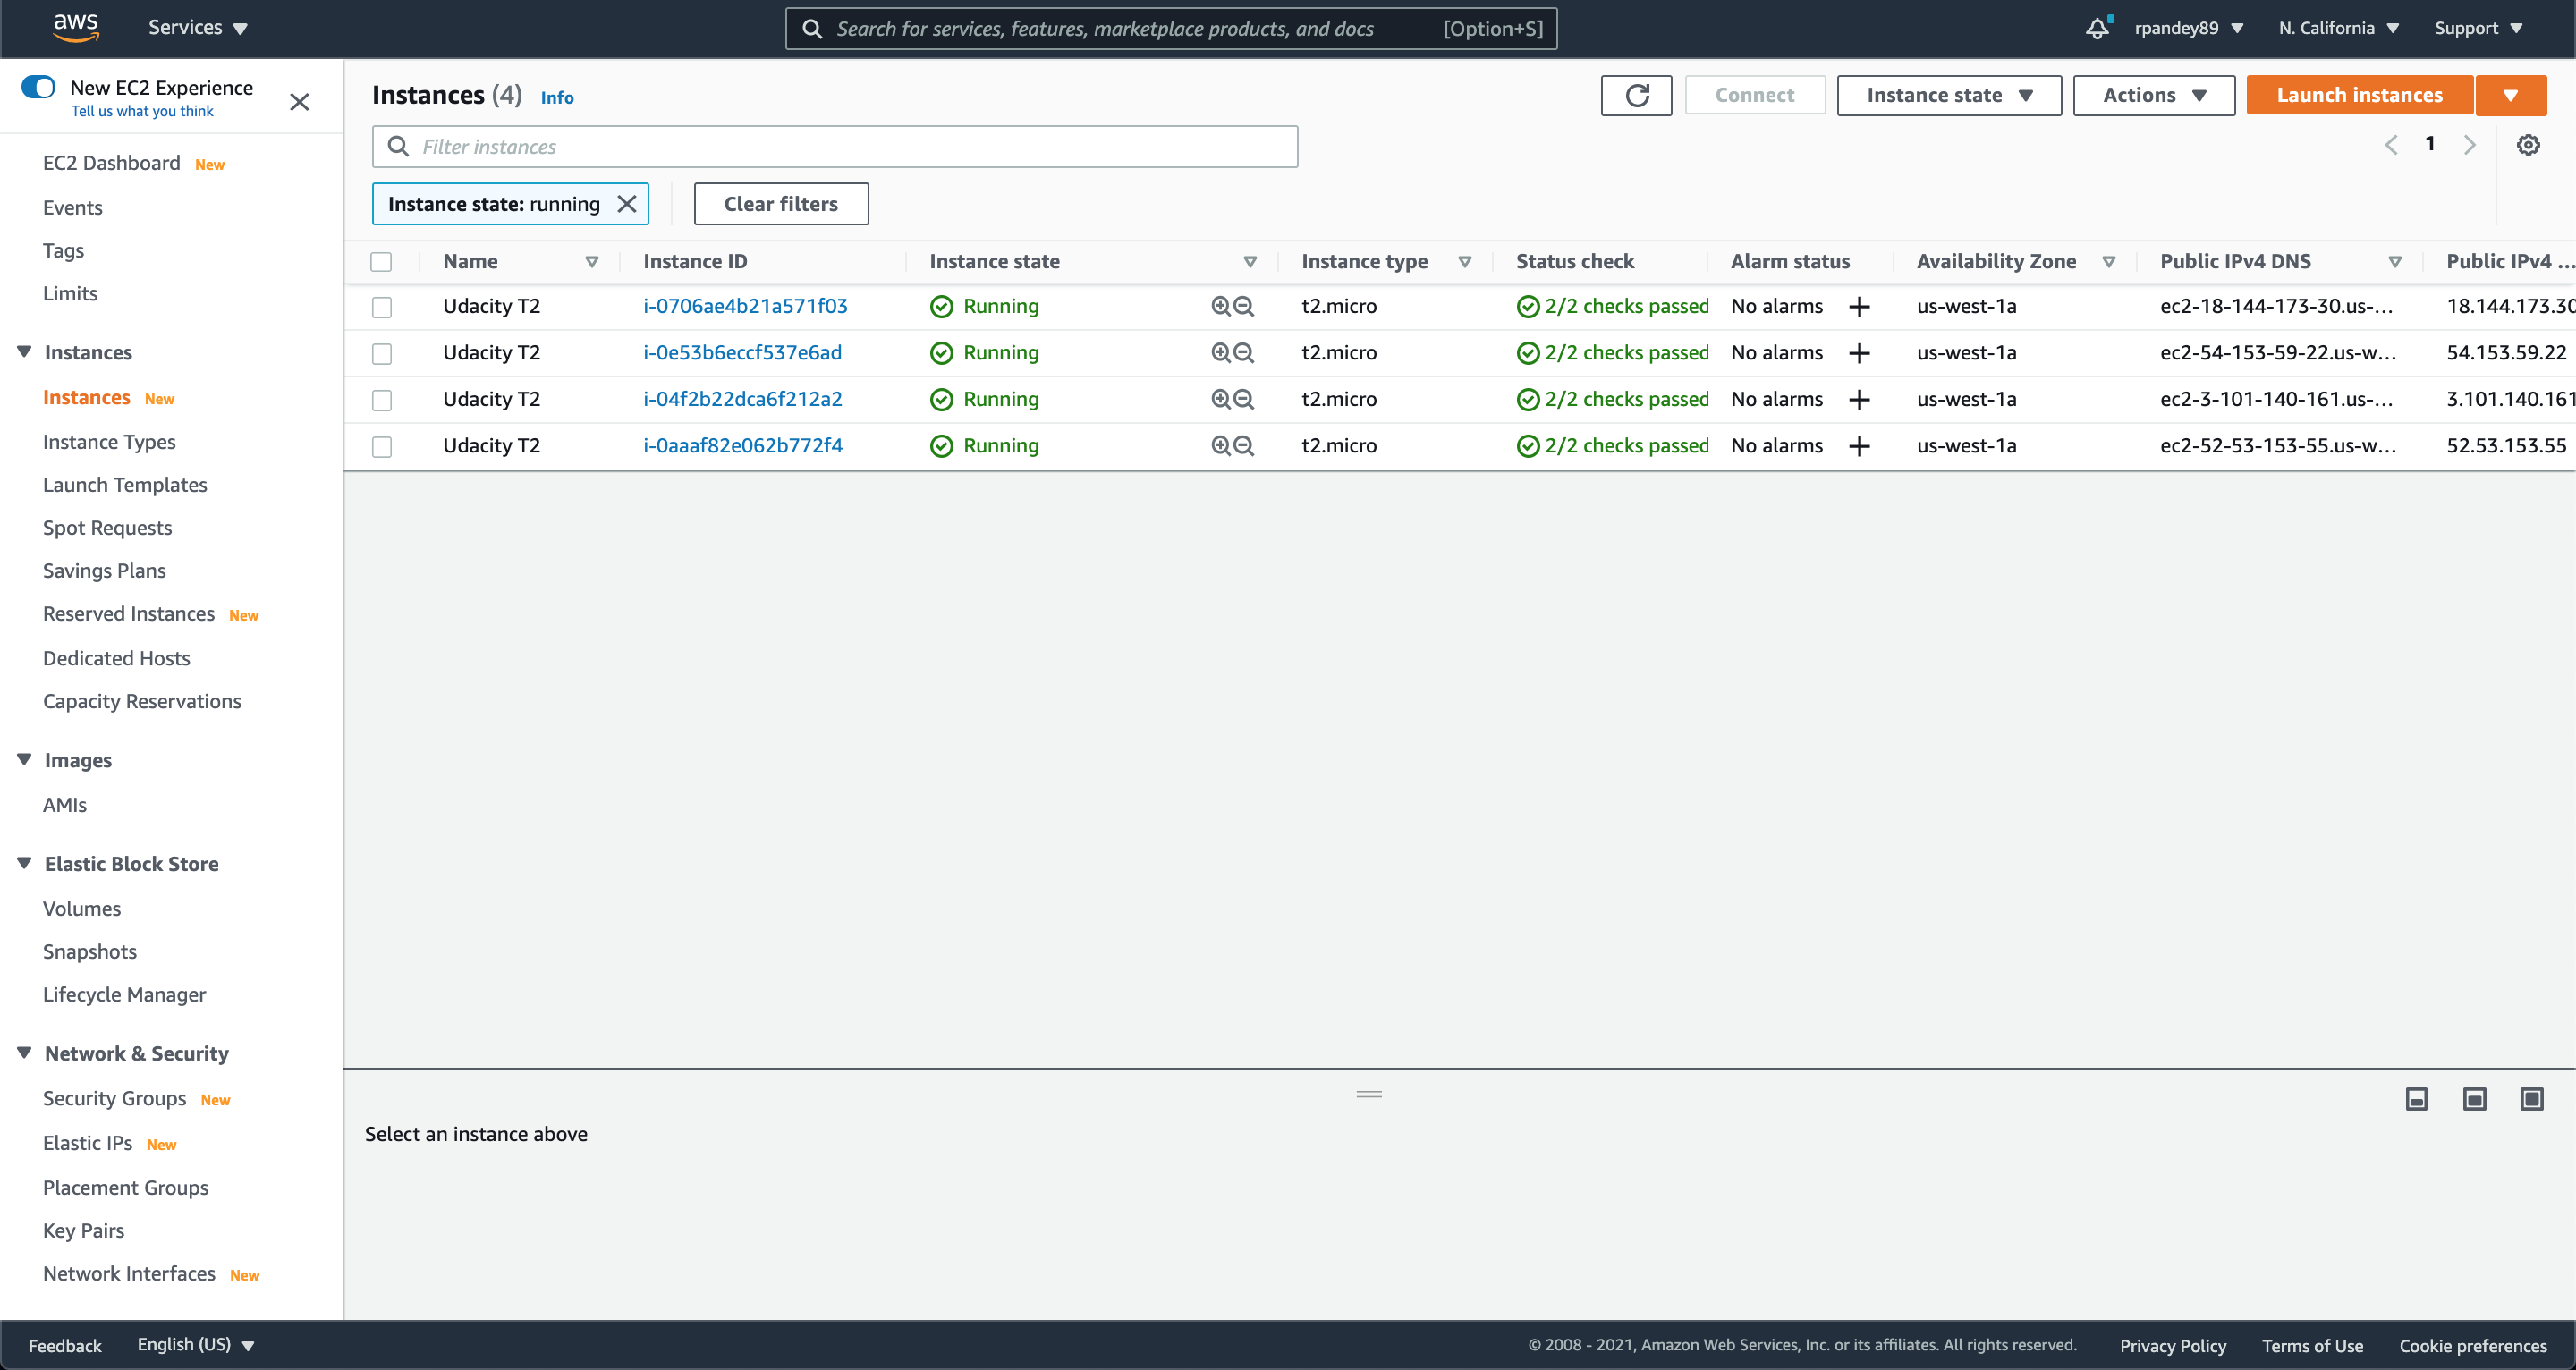 aws
Services
Search for services, features, marketplace products, and docs [Option+S]
rpandey89
N. California
Support
New EC2 Experience
Tell us what you think
EC2 Dashboard New
Events
Tags
Limits
Instances
Instances New
Instance Types
Launch Templates
Spot Requests
Savings Plans
Reserved Instances New
Dedicated Hosts
Capacity Reservations
Images
AMIs
Elastic Block Store
Volumes
Snapshots
Lifecycle Manager
Network & Security
Security Groups New
Elastic IPs New
Placement Groups
Key Pairs
Network Interfaces New
Instances (4) Info
Connect
Instance state
Actions
Launch instances
Filter instances
1
Instance state: running
Clear filters
Name Instance ID Instance state Instance type Status check Alarm status Availability Zone Public IPv4 DNS Public IPv4 ...
Udacity T2 i-0706ae4b21a571f03 Running t2.micro 2/2 checks passed No alarms us-west-1a ec2-18-144-173-30.us-... 18.144.173.30
Udacity T2 i-0e53b6eccf537e6ad Running t2.micro 2/2 checks passed No alarms us-west-1a ec2-54-153-59-22.us-w... 54.153.59.22
Udacity T2 i-04f2b22dca6f212a2 Running t2.micro 2/2 checks passed No alarms us-west-1a ec2-3-101-140-161.us-... 3.101.140.161
Udacity T2 i-0aaaf82e062b772f4 Running t2.micro 2/2 checks passed No alarms us-west-1a ec2-52-53-153-55.us-w... 52.53.153.55
Select an instance above
Feedback
English (US)
© 2008 - 2021, Amazon Web Services, Inc. or its affiliates. All rights reserved.
Privacy Policy
Terms of Use
Cookie preferences